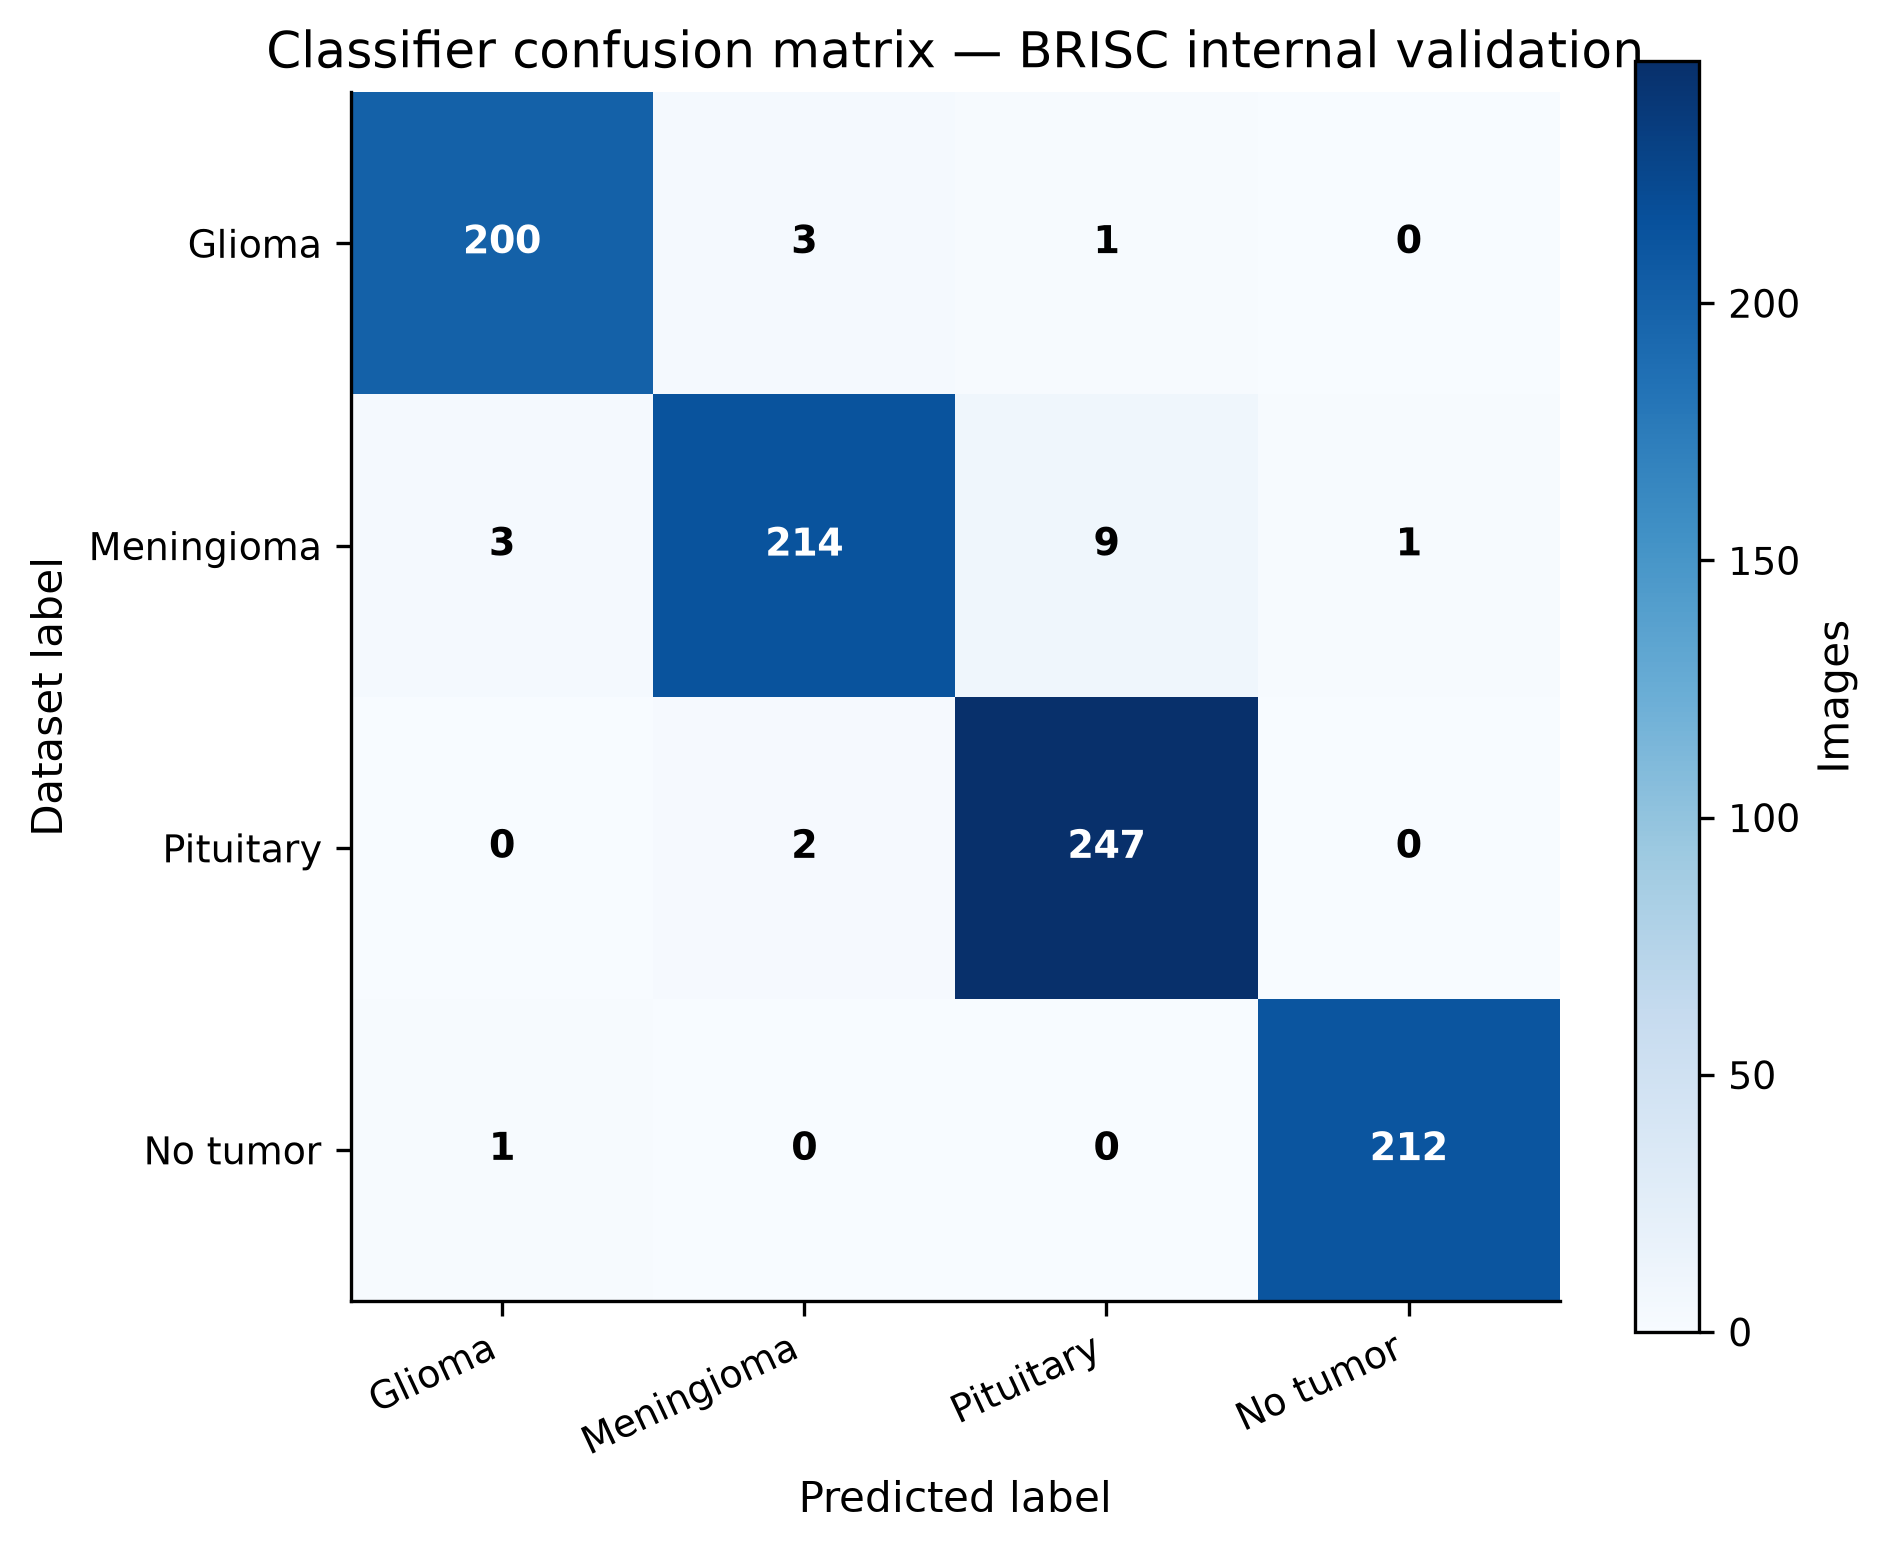 Classifier confusion matrix — BRISC internal validation
Glioma 200 3 1 0
Meningioma 3 214 9 1
Pituitary 0 2 247 0
No tumor 1 0 0 212
Glioma Meningioma Pituitary No tumor
Predicted label
Dataset label
200
150
100
50
0
Images